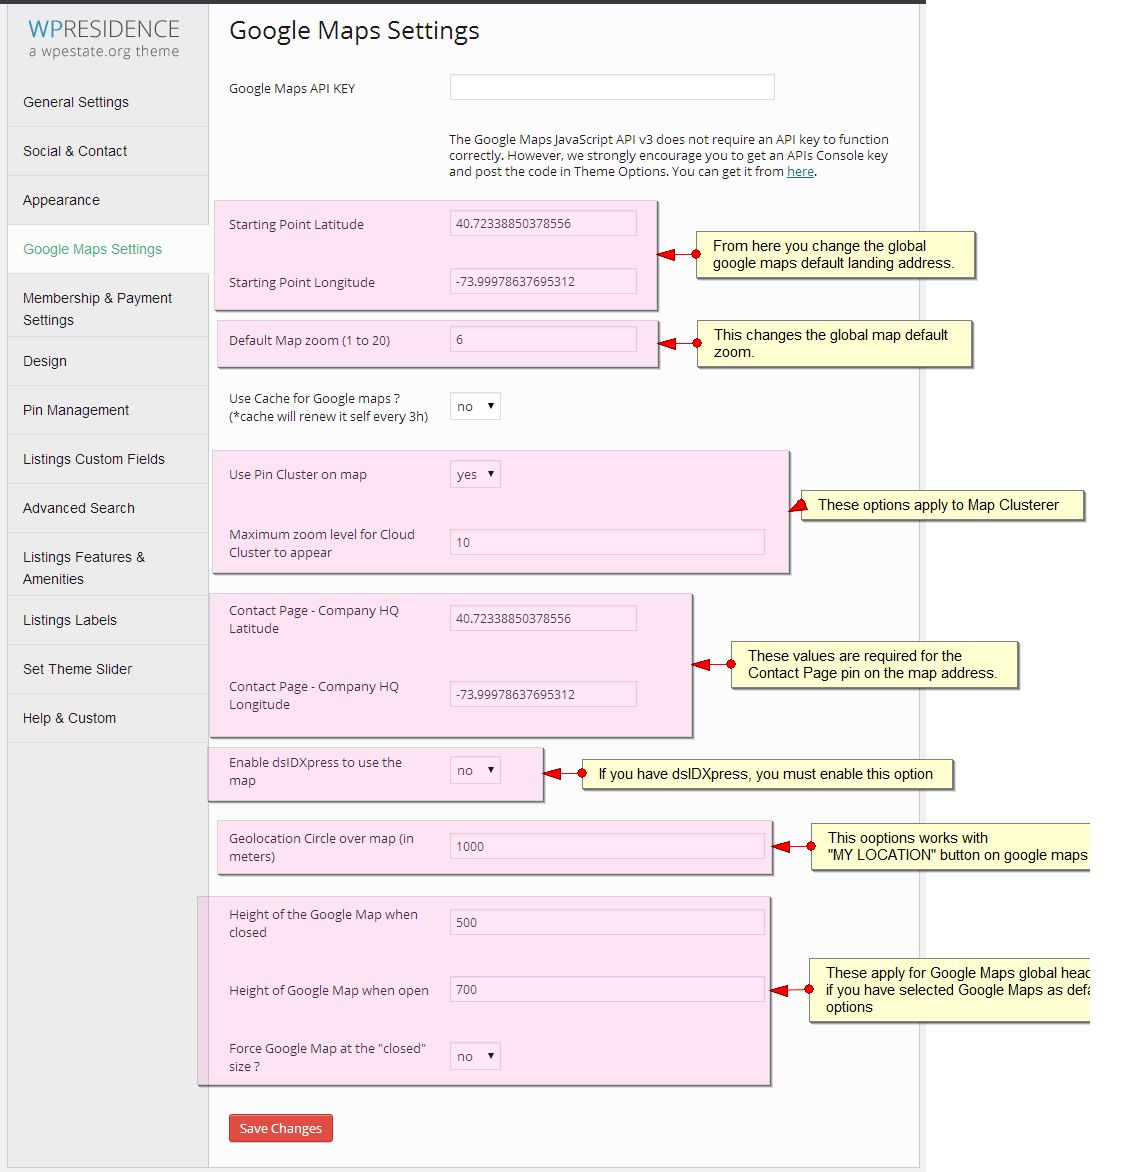 WPRESIDENCE
a wpestate.org theme
General Settings
Social & Contact
Appearance
Google Maps Settings
Membership & Payment
Settings
Design
Pin Management
Listings Custom Fields
Advanced Search
Listings Features &
Amenities
Listings Labels
Set Theme Slider
Help & Custom
Google Maps Settings
Google Maps API KEY
The Google Maps JavaScript API v3 does not require an API key to function
correctly. However, we strongly encourage you to get an APIs Console key
and post the code in Theme Options. You can get it from here.
Starting Point Latitude
40.72338850378556
Starting Point Longitude
-73.99978637695312
From here you change the global
google maps default landing address.
Default Map zoom (1 to 20)
6
This changes the global map default
zoom.
Use Cache for Google maps ?
(*cache will renew it self every 3h)
no
Use Pin Cluster on map
yes
Maximum zoom level for Cloud
Cluster to appear
10
These options apply to Map Clusterer
Contact Page - Company HQ
Latitude
40.72338850378556
Contact Page - Company HQ
Longitude
-73.99978637695312
These values are required for the
Contact Page pin on the map address.
Enable dsIDXpress to use the
map
no
If you have dsIDXpress, you must enable this option
Geolocation Circle over map (in
meters)
1000
This ooptions works with
"MY LOCATION" button on google maps
Height of the Google Map when
closed
500
Height of Google Map when open
700
Force Google Map at the "closed"
size ?
no
These apply for Google Maps global
if you have selected Google Maps as
options
Save Changes